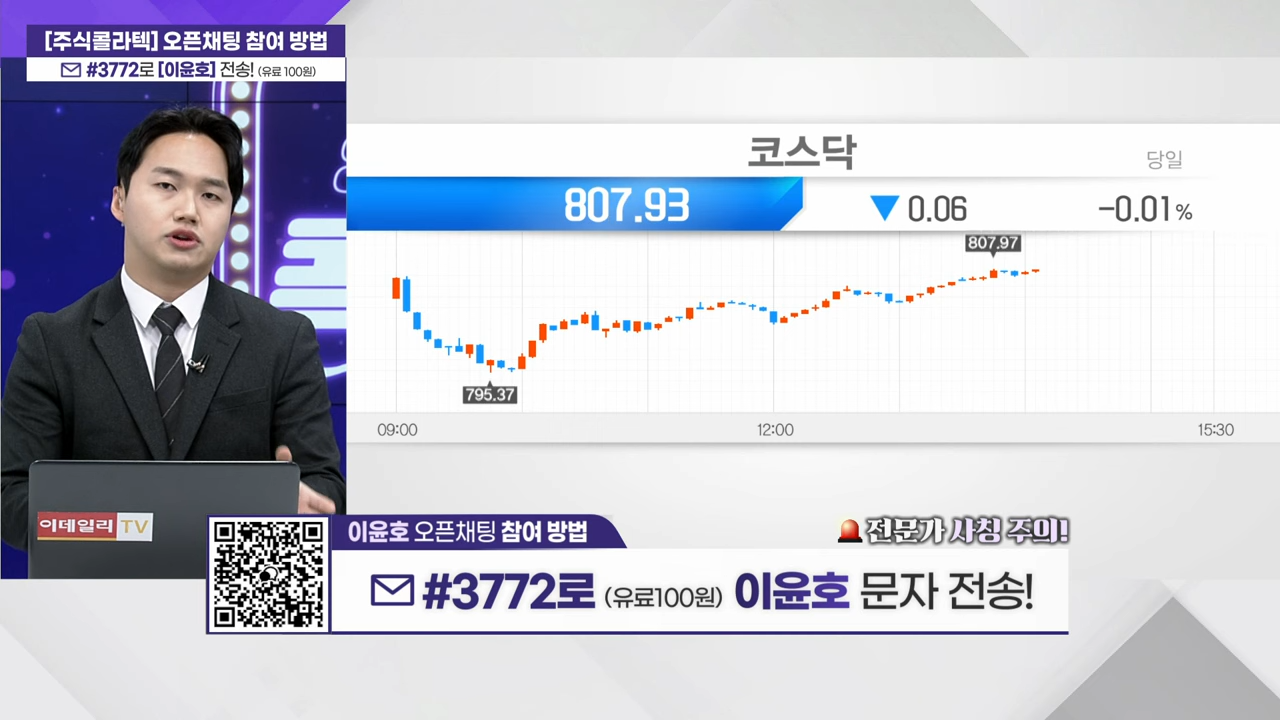 [주식콜라텍] 오픈채팅 참여 방법
#3772로 [이윤호] 전송! (유료 100원)
코스닥
당일
807.93
▼ 0.06
-0.01%
807.97
795.37
09:00
12:00
15:30
이데일리 TV
이윤호 오픈채팅 참여 방법
전문가 사칭 주의!
#3772로 (유료100원) 이윤호 문자 전송!